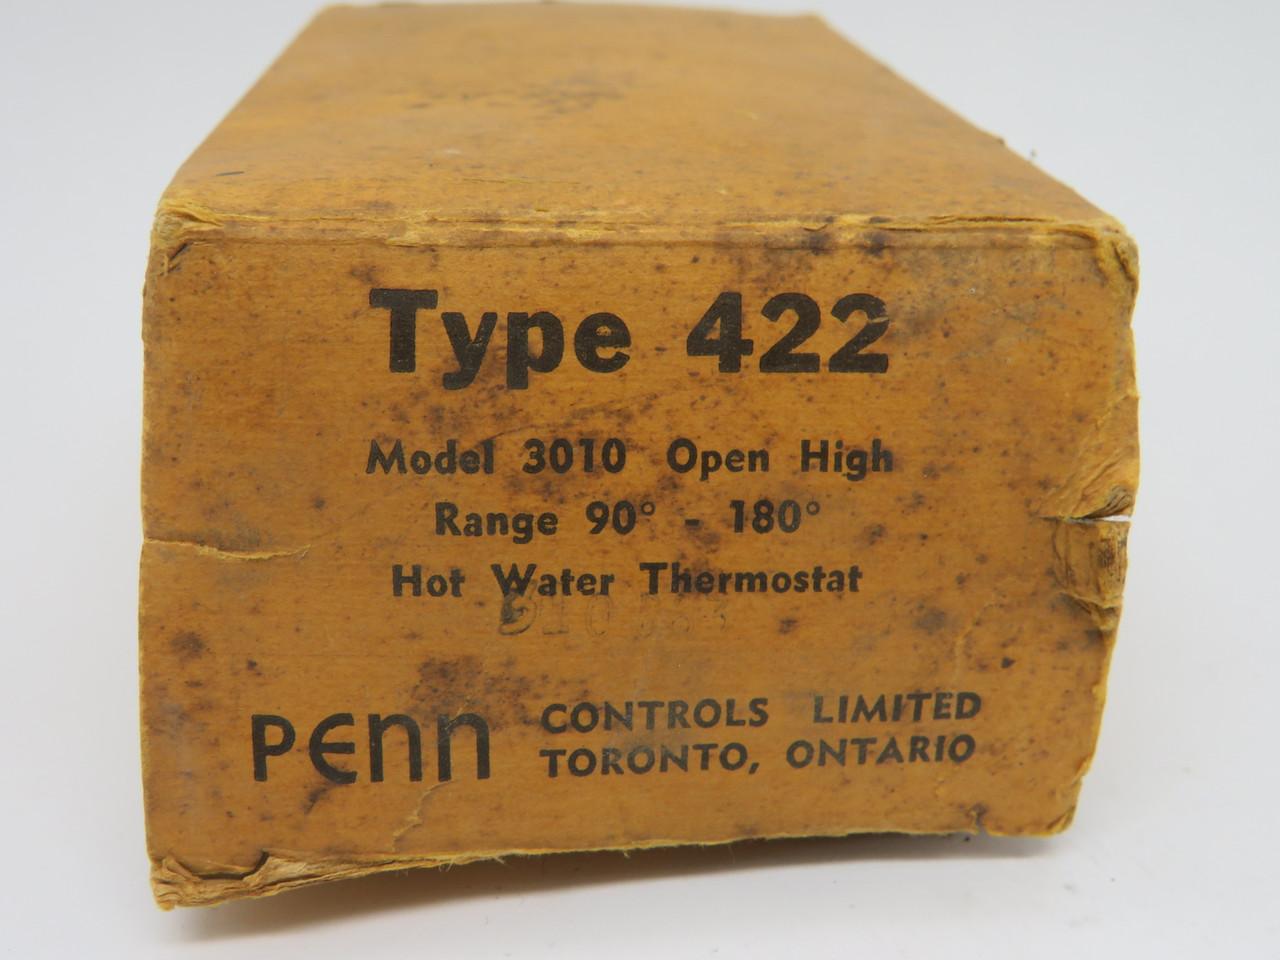 Type 422
Model 3010 Open High
Range 90° - 180°
Hot Water Thermostat
PENN CONTROLS LIMITED
TORONTO, ONTARIO